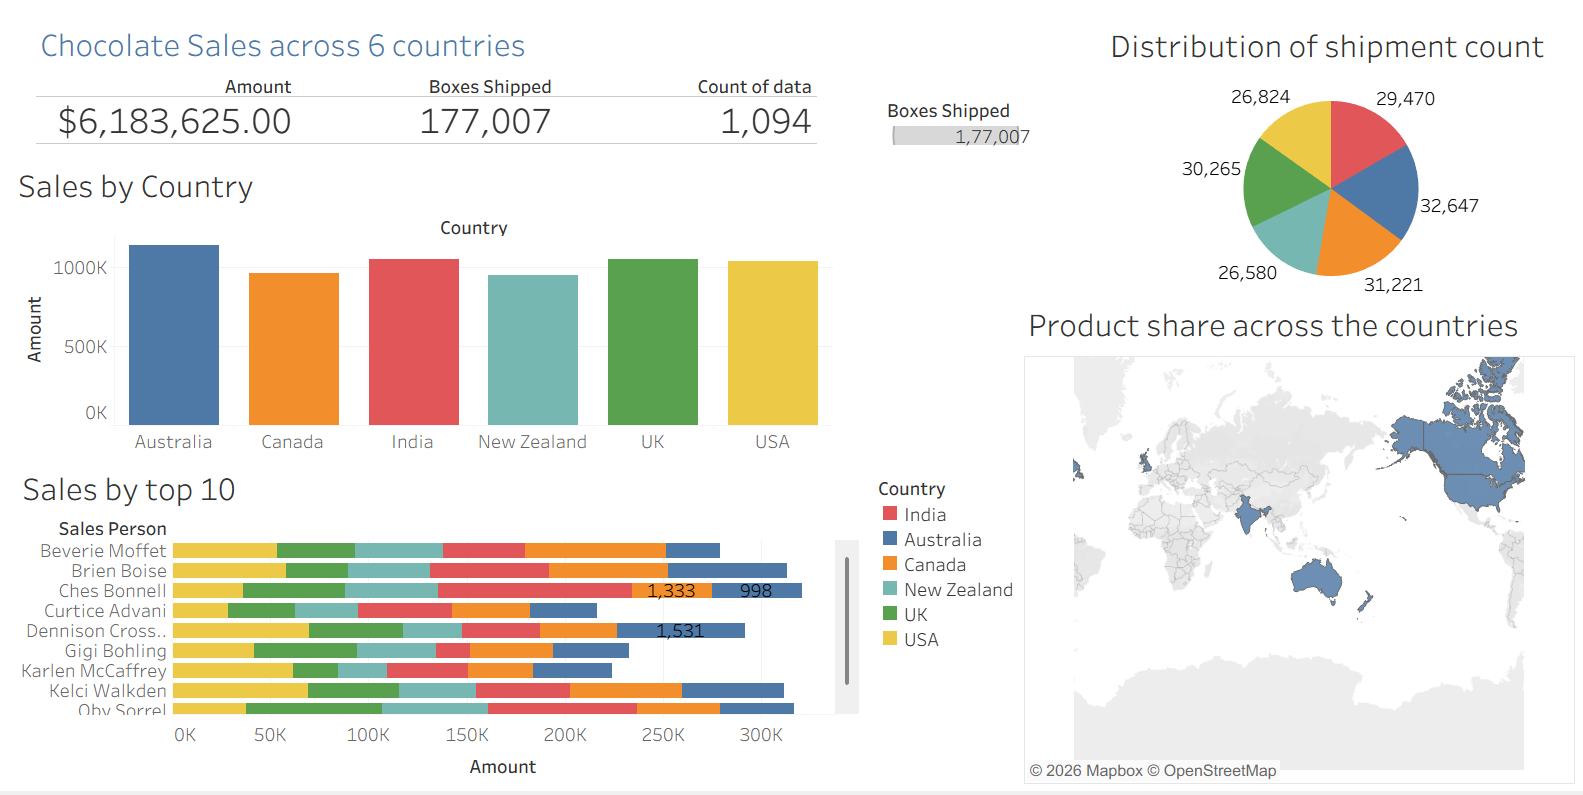 Chocolate Sales across 6 countries
Amount Boxes Shipped Count of data
$6,183,625.00 177,007 1,094
Boxes Shipped
1,77,007
Distribution of shipment count
26,824 29,470
30,265 32,647
26,580 31,221
Sales by Country
Country
Amount
1000K
500K
0K
Australia Canada India New Zealand UK USA
Product share across the countries
© 2026 Mapbox © OpenStreetMap
Sales by top 10
Sales Person
Beverie Moffet
Brien Boise
Ches Bonnell 1,333 998
Curtice Advani
Dennison Cross.. 1,531
Gigi Bohling
Karlen McCaffrey
Kelci Walkden
Oby Sorrel
0K 50K 100K 150K 200K 250K 300K
Amount
Country
India
Australia
Canada
New Zealand
UK
USA